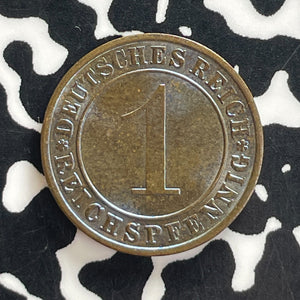 DEUTSCHES REICH
1
REICHSPFENNIG